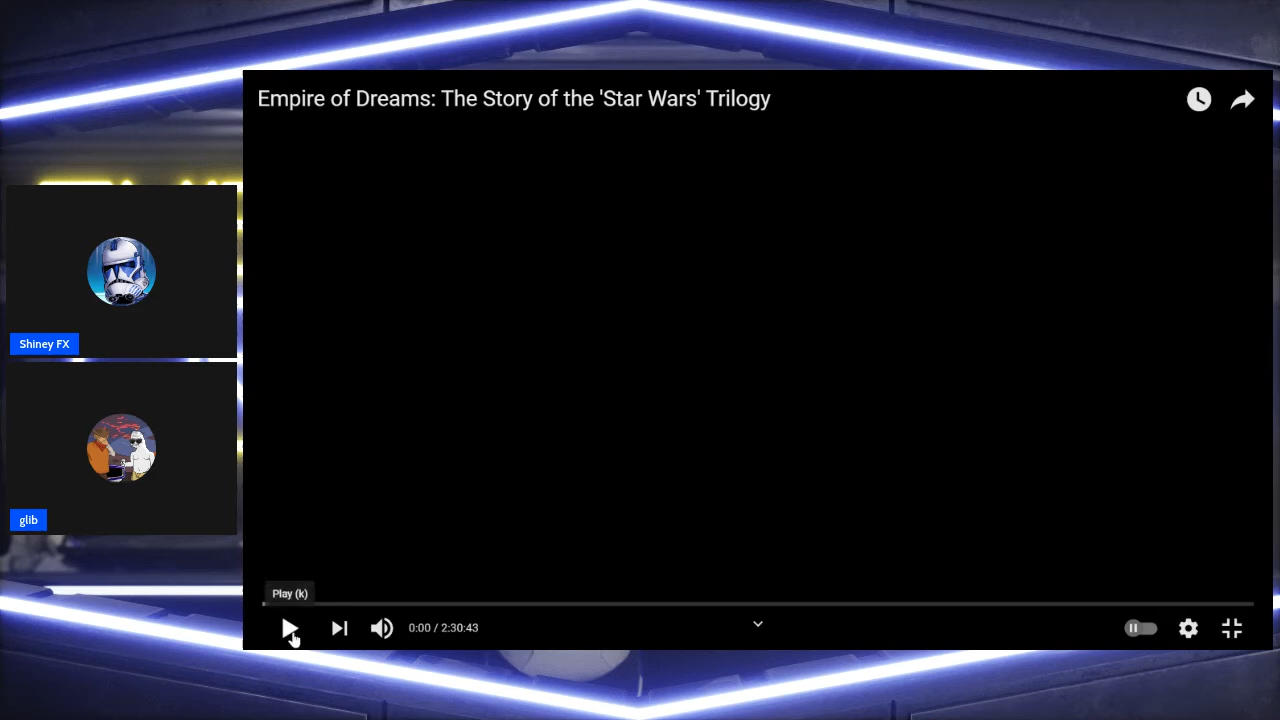 Empire of Dreams: The Story of the 'Star Wars' Trilogy
Shiney FX
glib
Play (k)
0:00 / 2:30:43